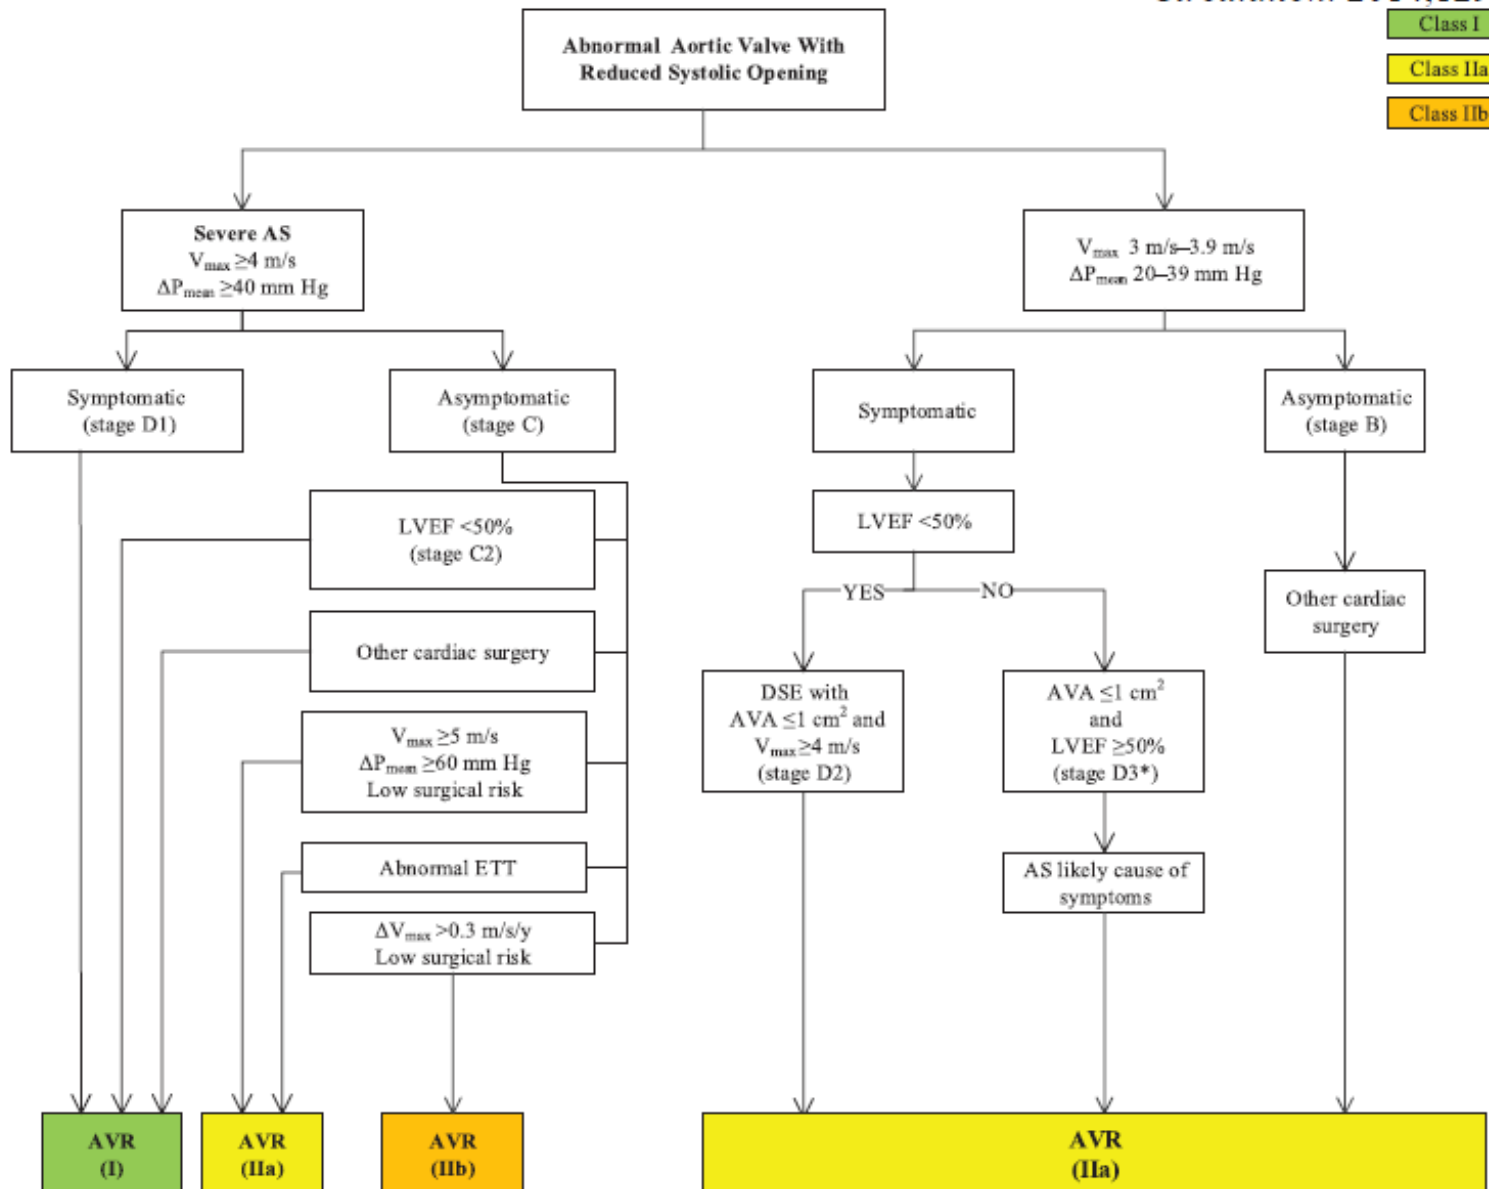 Class I
Class IIa
Class IIb
Abnormal Aortic Valve With
Reduced Systolic Opening
Severe AS
Vmax ≥4 m/s
ΔPmean ≥40 mm Hg
Vmax 3 m/s–3.9 m/s
ΔPmean 20–39 mm Hg
Symptomatic
(stage D1)
Asymptomatic
(stage C)
Symptomatic
Asymptomatic
(stage B)
LVEF <50%
(stage C2)
Other cardiac surgery
Vmax ≥5 m/s
ΔPmean ≥60 mm Hg
Low surgical risk
Abnormal ETT
ΔVmax >0.3 m/s/y
Low surgical risk
LVEF <50%
YES
NO
DSE with
AVA ≤1 cm² and
Vmax ≥4 m/s
(stage D2)
AVA ≤1 cm²
and
LVEF ≥50%
(stage D3*)
AS likely cause of
symptoms
Other cardiac
surgery
AVR
(I)
AVR
(IIa)
AVR
(IIb)
AVR
(IIa)